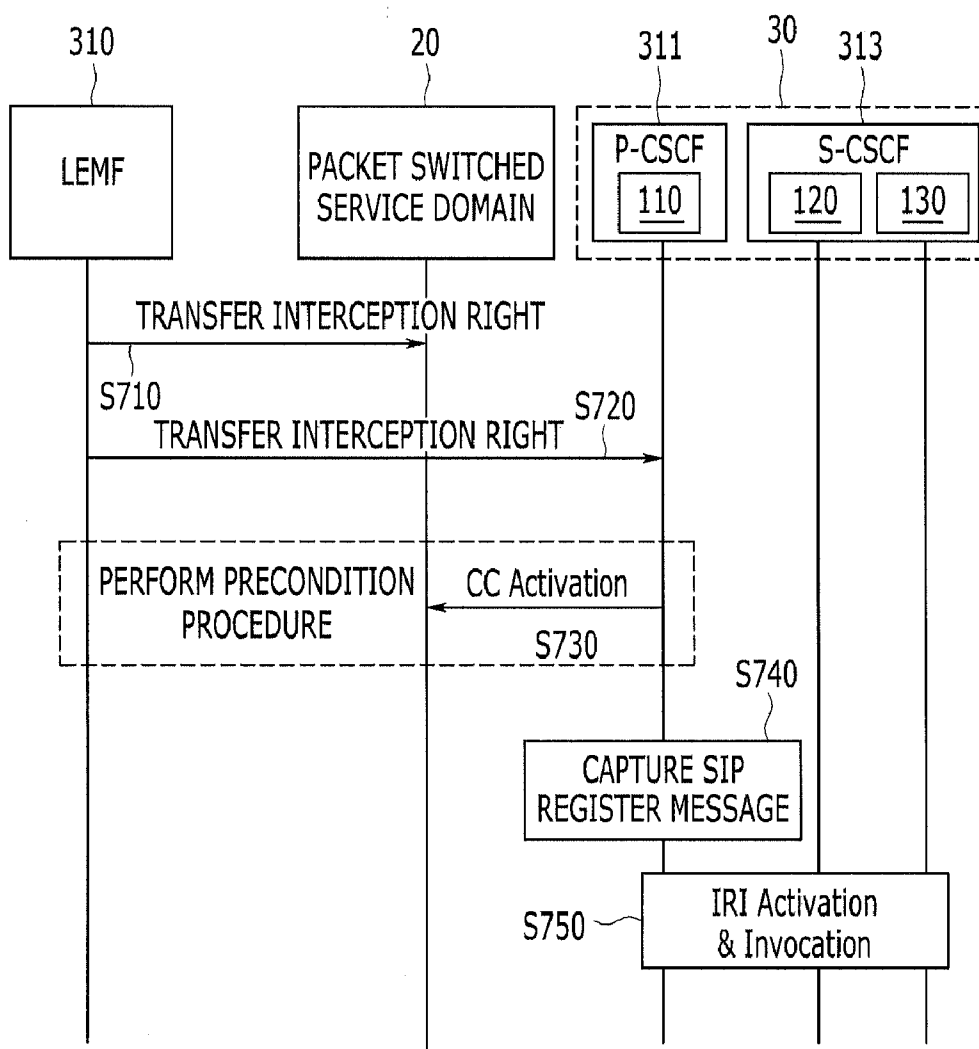 310
20
311
30
313
LEMF
PACKET SWITCHED
SERVICE DOMAIN
P-CSCF
110
S-CSCF
120
130
TRANSFER INTERCEPTION RIGHT
S710
S720
TRANSFER INTERCEPTION RIGHT
PERFORM PRECONDITION
PROCEDURE
CC Activation
S730
S740
CAPTURE SIP
REGISTER MESSAGE
S750
IRI Activation
& Invocation